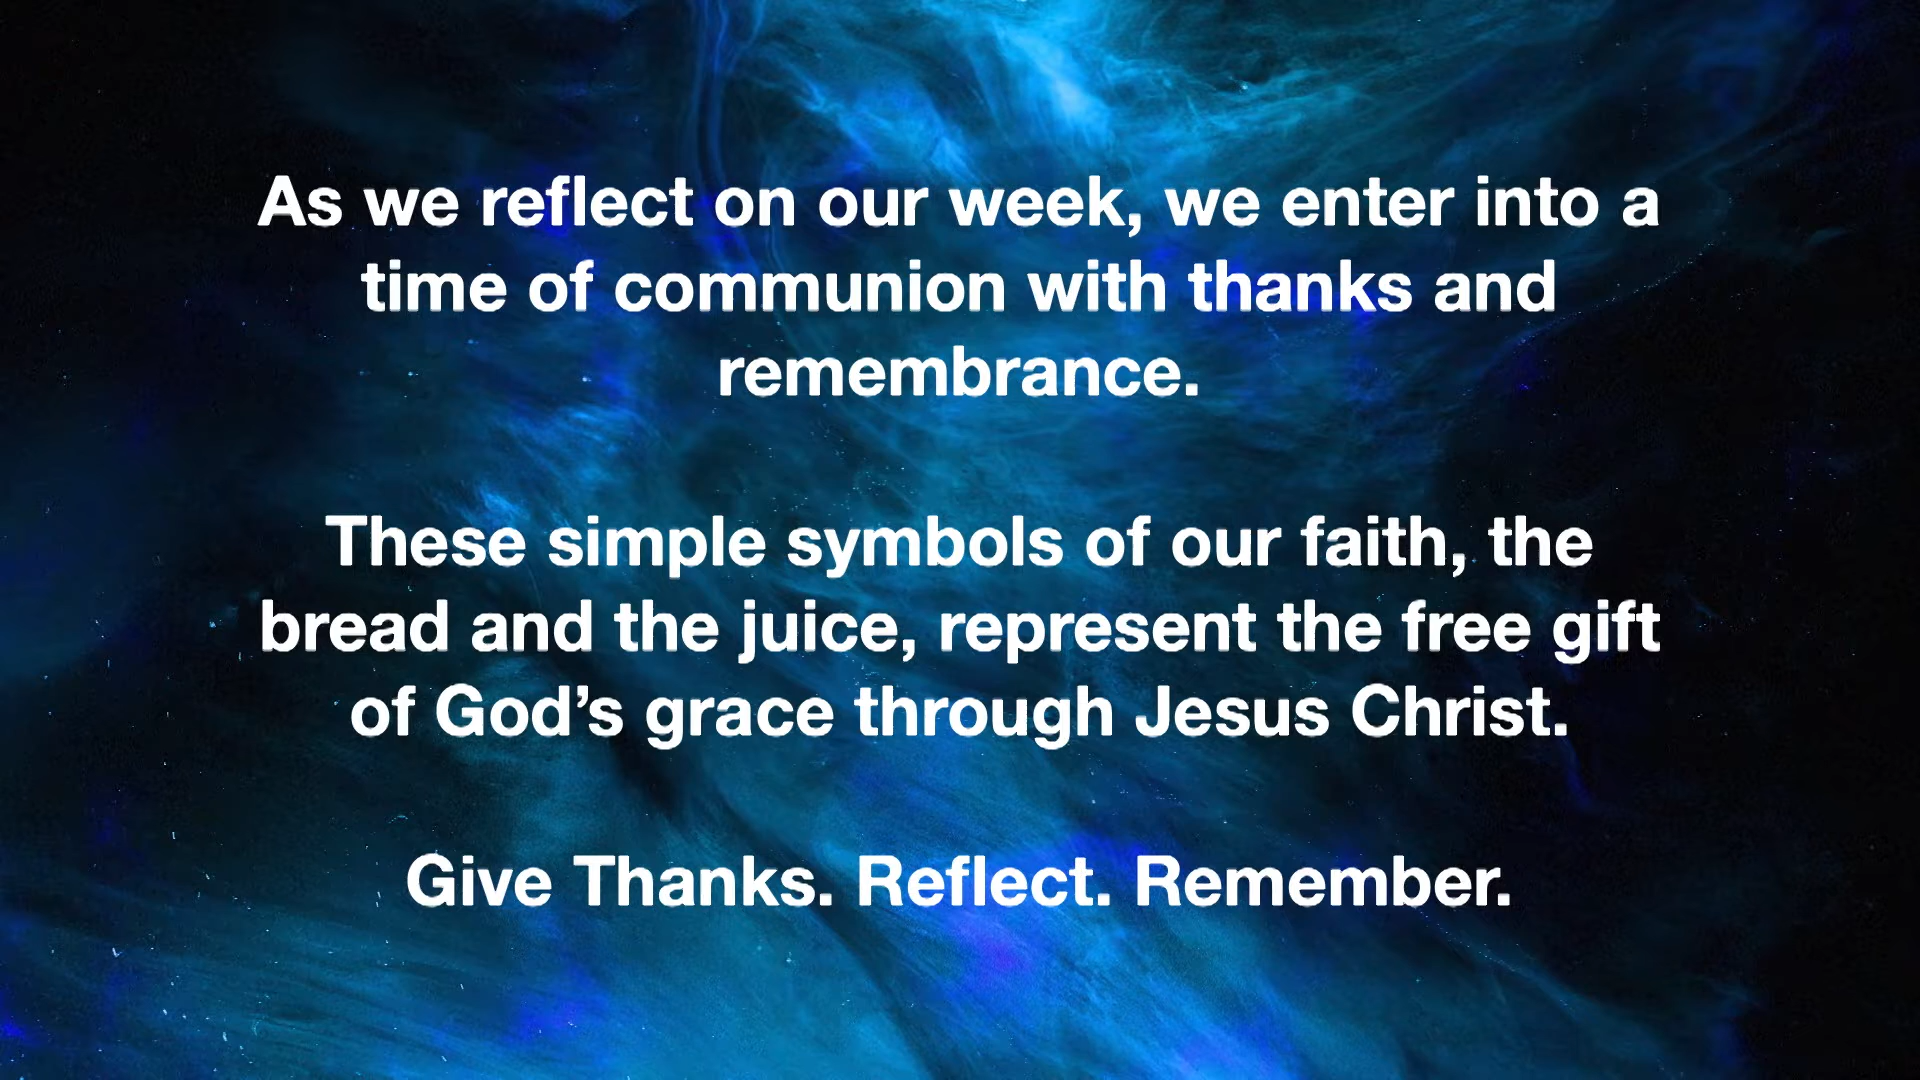 As we reflect on our week, we enter into a
time of communion with thanks and
remembrance.
These simple symbols of our faith, the
bread and the juice, represent the free gift
of God’s grace through Jesus Christ.
Give Thanks. Reflect. Remember.